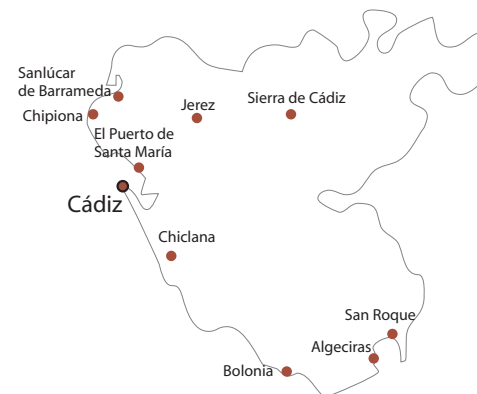 Sanlúcar
de Barrameda
Chipiona
Jerez
Sierra de Cádiz
El Puerto de
Santa María
Cádiz
Chiclana
San Roque
Algeciras
Bolonia